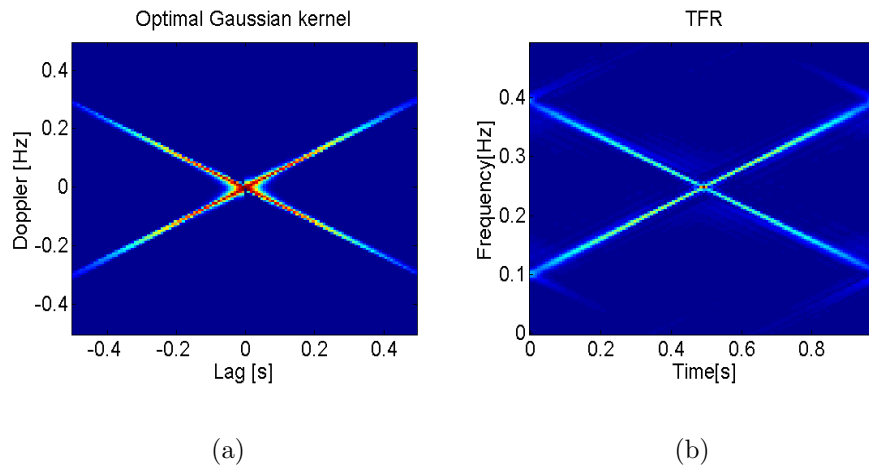 Optimal Gaussian kernel
Doppler [Hz]
0.4
0.2
0
-0.2
-0.4
-0.4 -0.2 0 0.2 0.4
Lag [s]
(a)
TFR
Frequency[Hz]
0.4
0.3
0.2
0.1
0
0 0.2 0.4 0.6 0.8
Time[s]
(b)